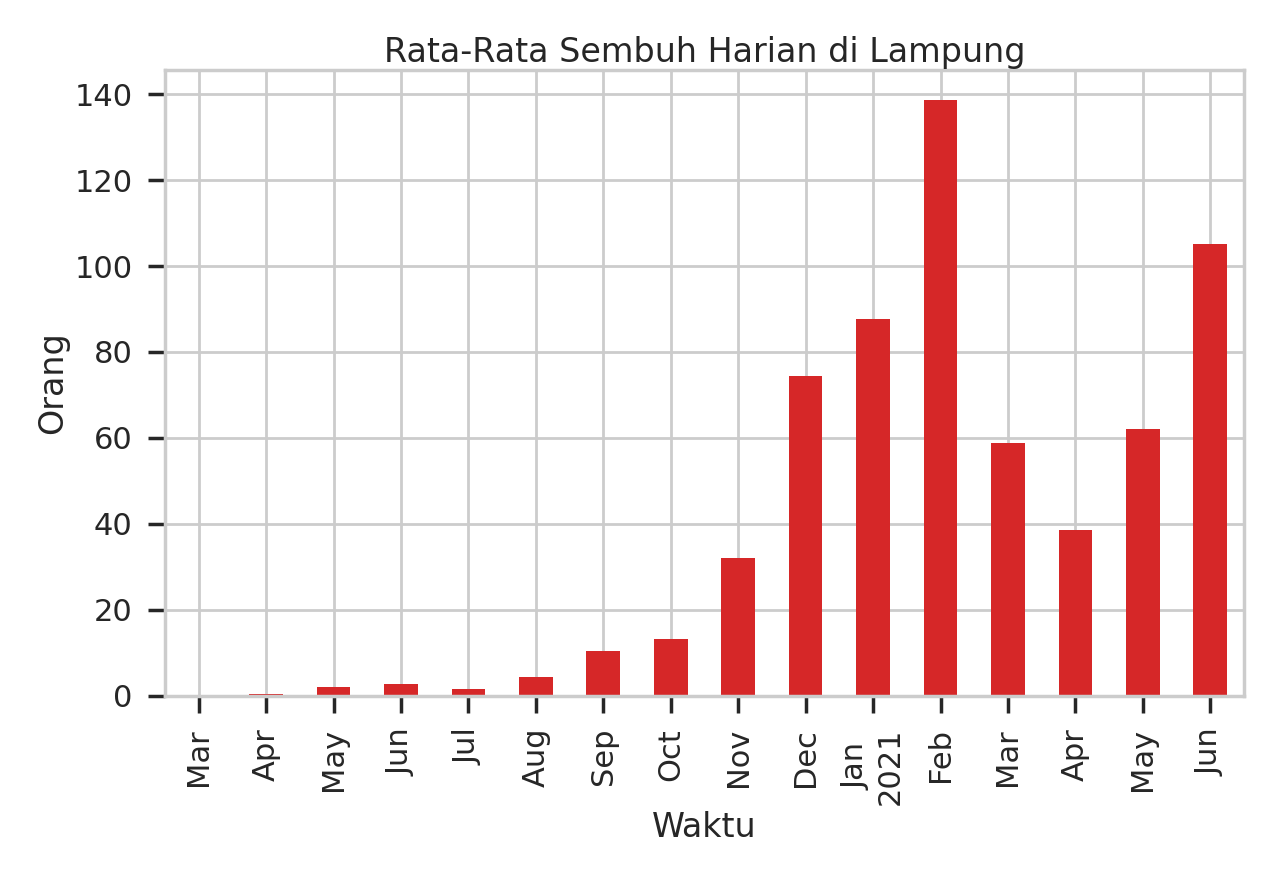 Rata-Rata Sembuh Harian di Lampung
Orang
140
120
100
80
60
40
20
0
Mar
Apr
May
Jun
Jul
Aug
Sep
Oct
Nov
Dec
Jan
2021
Feb
Mar
Apr
May
Jun
Waktu